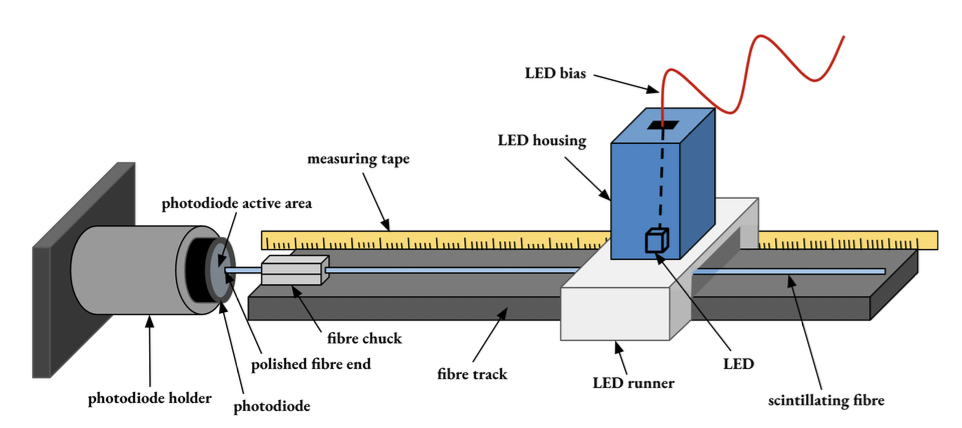 LED bias
LED housing
measuring tape
photodiode active area
fibre chuck
polished fibre end
LED
fibre track
LED runner
photodiode holder
scintillating fibre
photodiode